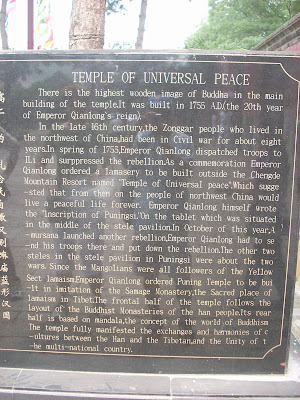 TEMPLE OF UNIVERSAL PEACE
There is the highest wooden image of Buddha in the main
building of the temple.It was built in 1755 A.D.(the 20th year
of Emperor Qianlong's reign).
In the late 16th century,the Zonggar people who lived in
the northwest of China,had been in Civil war for about eight
years.In spring of 1755,Emperor Qianlong dispatched troops to
ILi and surppressed the rebellion.As a commemoration Emperor
Qianlong ordered a lamasery to be built outside the Chengde
Mountain Resort named "Temple of Universal peace".Which sugge
-sted that from then on the people of northwest China would
live a peaceful life forever. Emperor Qianlong himself wrote
the "Inscription of Puningsi."On the tablet which was situated
in the middle of the stele pavilion.In October of this year,A
-mursana launched another rebellion,Emperor Qianlong had to se
-nd his troops there and put down the rebellion.The other two
steles in the stele pavilion in Puningsi were about the two
wars. Since the Mangolians were all followers of the Yellow
Sect lamaism,Emperor Qianlong ordered Puning Temple to be bui
-lt in imitation of the Samage Monastery,the Sacred place of
lamaism in Tibet.The frontal half of the temple follows the
layout of the Buddhist Monasteries of the han people.Its rear
half is based on mandala,the concept of the world of Buddhism
The temple fully manifested the exchanges and harmonies of c
-ultures between the Han and the Tibetan,and the Unity of t
-he multi-national country.